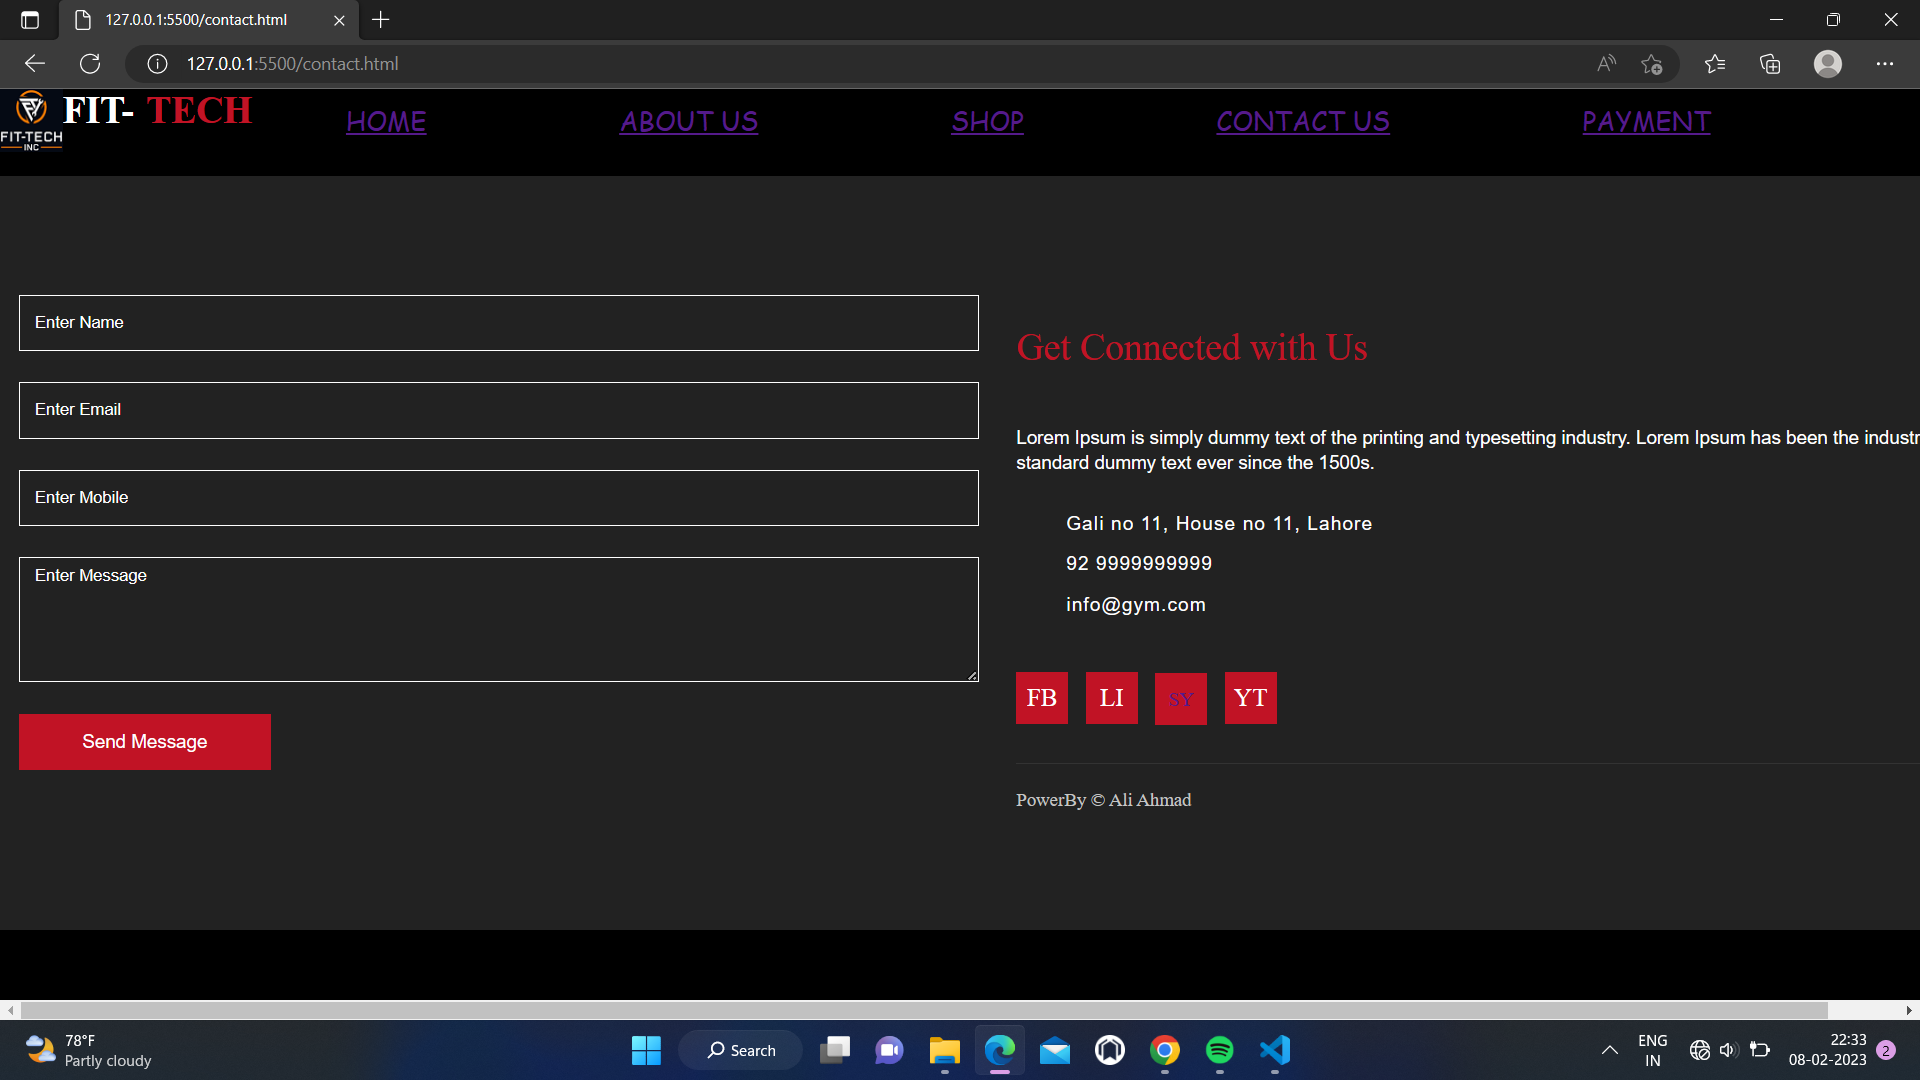 127.0.0.1:5500/contact.html
127.0.0.1:5500/contact.html
FIT-TECH
INC
FIT- TECH
HOME
ABOUT US
SHOP
CONTACT US
PAYMENT
Enter Name
Enter Email
Enter Mobile
Enter Message
Send Message
Get Connected with Us
Lorem Ipsum is simply dummy text of the printing and typesetting industry. Lorem Ipsum has been the industr
standard dummy text ever since the 1500s.
Gali no 11, House no 11, Lahore
92 9999999999
info@gym.com
FB LI SY YT
PowerBy © Ali Ahmad
78°F
Partly cloudy
Search
ENG
IN
22:33
08-02-2023
2